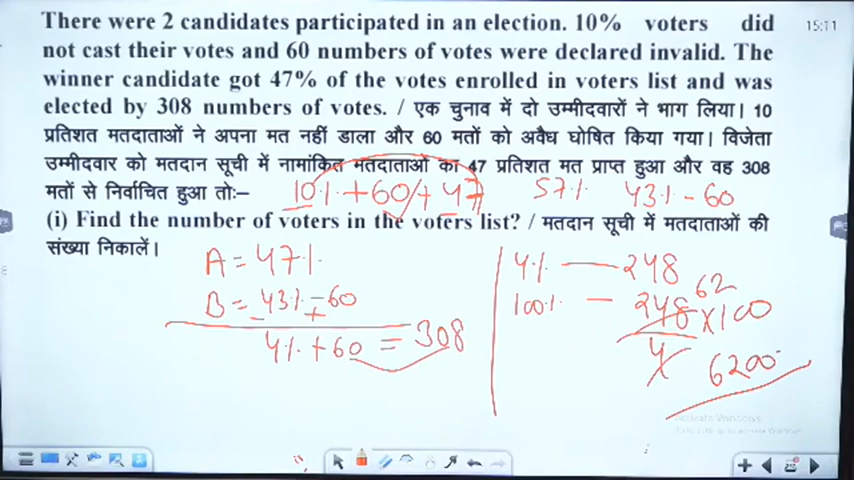 There were 2 candidates participated in an election. 10% voters did
15:11
not cast their votes and 60 numbers of votes were declared invalid. The
winner candidate got 47% of the votes enrolled in voters list and was
elected by 308 numbers of votes. / एक चुनाव में दो उम्मीदवारों ने भाग लिया। 10
प्रतिशत मतदाताओं ने अपना मत नहीं डाला और 60 मतों को अवैध घोषित किया गया। विजेता
उम्मीदवार को मतदान सूची में नामांकित मतदाताओं का 47 प्रतिशत मत प्राप्त हुआ और वह 308
मतों से निर्वाचित हुआ तोः–
10% + 60 + 47 57% 43% - 60
(i) Find the number of voters in the voters list? / मतदान सूची में मतदाताओं की
संख्या निकालें।
A = 47%
B = 43% - 60
4% + 60 = 308
4% — 248
100% — 248 62 x 100
4
6200
Activate Windows